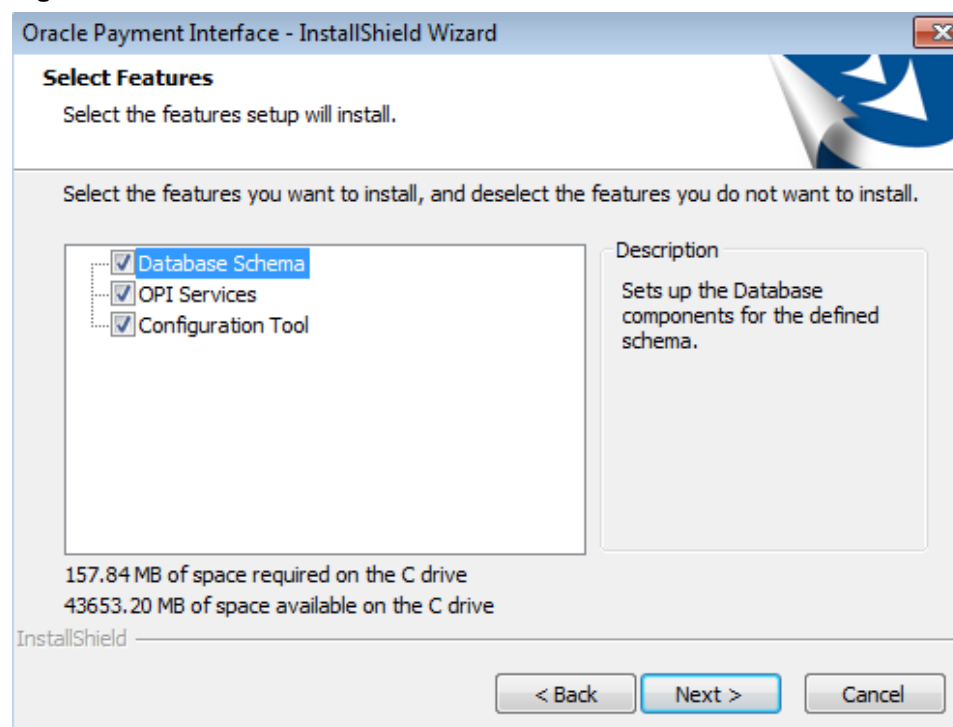 Oracle Payment Interface - InstallShield Wizard
Select Features
Select the features setup will install.
Select the features you want to install, and deselect the features you do not want to install.
Database Schema
OPI Services
Configuration Tool
Description
Sets up the Database
components for the defined
schema.
157.84 MB of space required on the C drive
43653.20 MB of space available on the C drive
InstallShield
< Back
Next >
Cancel